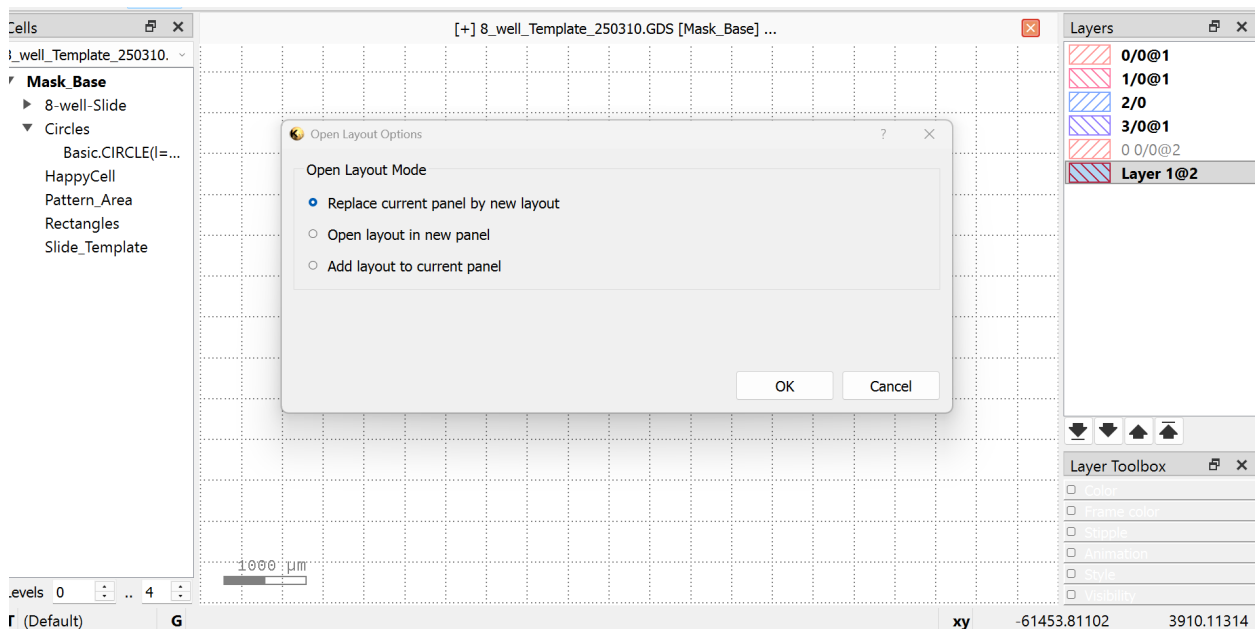 Cells
[+] 8_well_Template_250310.GDS [Mask_Base] ...
Layers
8_well_Template_250310.
Mask_Base
8-well-Slide
Circles
Basic.CIRCLE(l=...
HappyCell
Pattern_Area
Rectangles
Slide_Template
Open Layout Options
?
Open Layout Mode
Replace current panel by new layout
Open layout in new panel
Add layout to current panel
OK
Cancel
0/0@1
1/0@1
2/0
3/0@1
0 0/0@2
Layer 1@2
Layer Toolbox
Color
Frame color
Stipple
Animation
Style
Visibility
1000 µm
Levels 0 .. 4
T (Default) G
xy -61453.81102 3910.11314